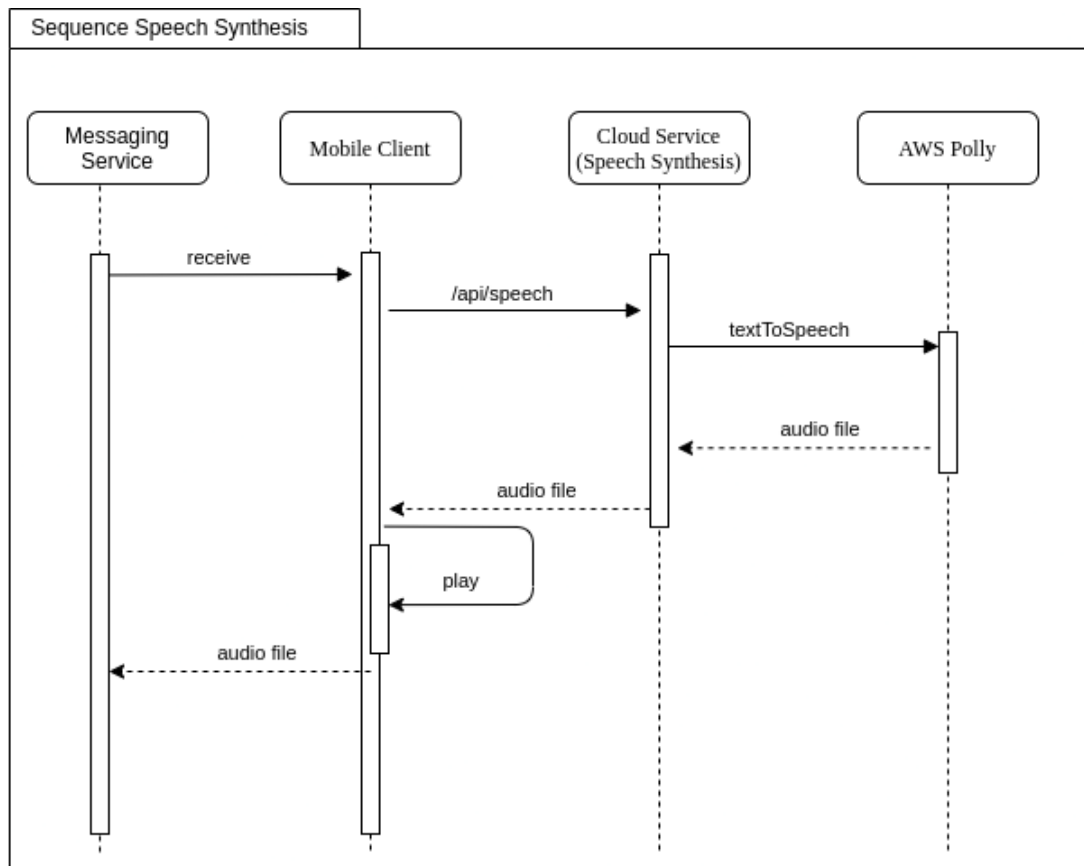 Sequence Speech Synthesis
Messaging
Service
Mobile Client
Cloud Service
(Speech Synthesis)
AWS Polly
receive
/api/speech
textToSpeech
audio file
audio file
play
audio file